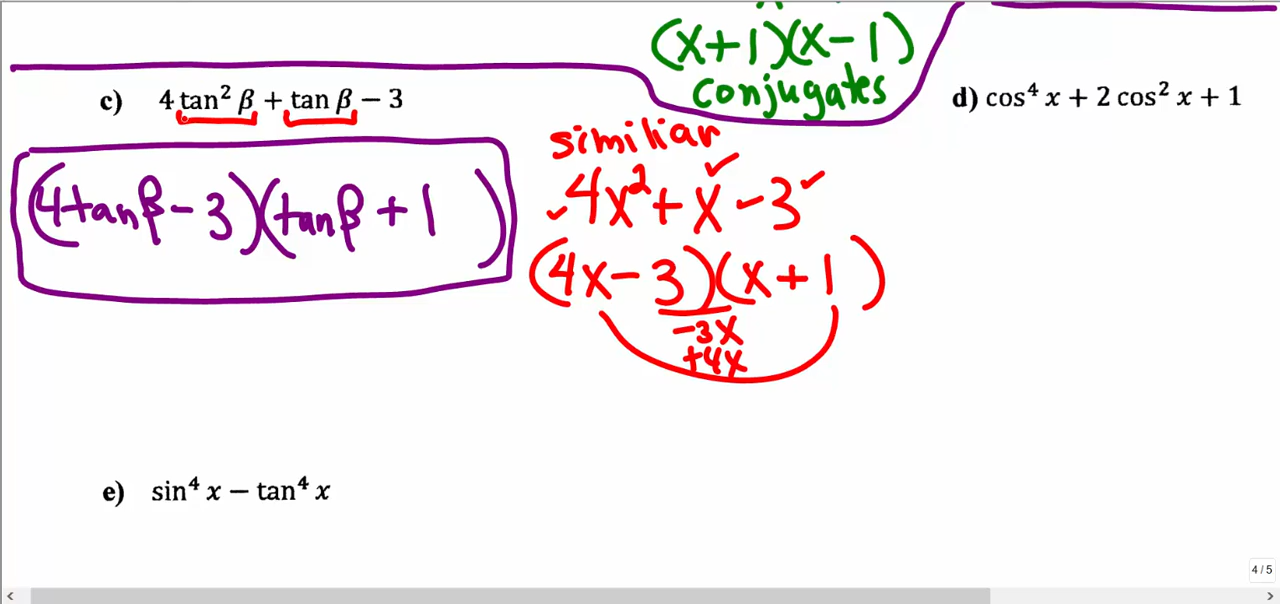 (x+1)(x-1)
conjugates
c) 4 tan² β + tan β − 3
(4tanβ-3)(tanβ+1)
similiar
4x²+x-3
(4x-3)(x+1)
-3x
+4x
d) cos⁴ x + 2 cos² x + 1
e) sin⁴ x − tan⁴ x
4 / 5